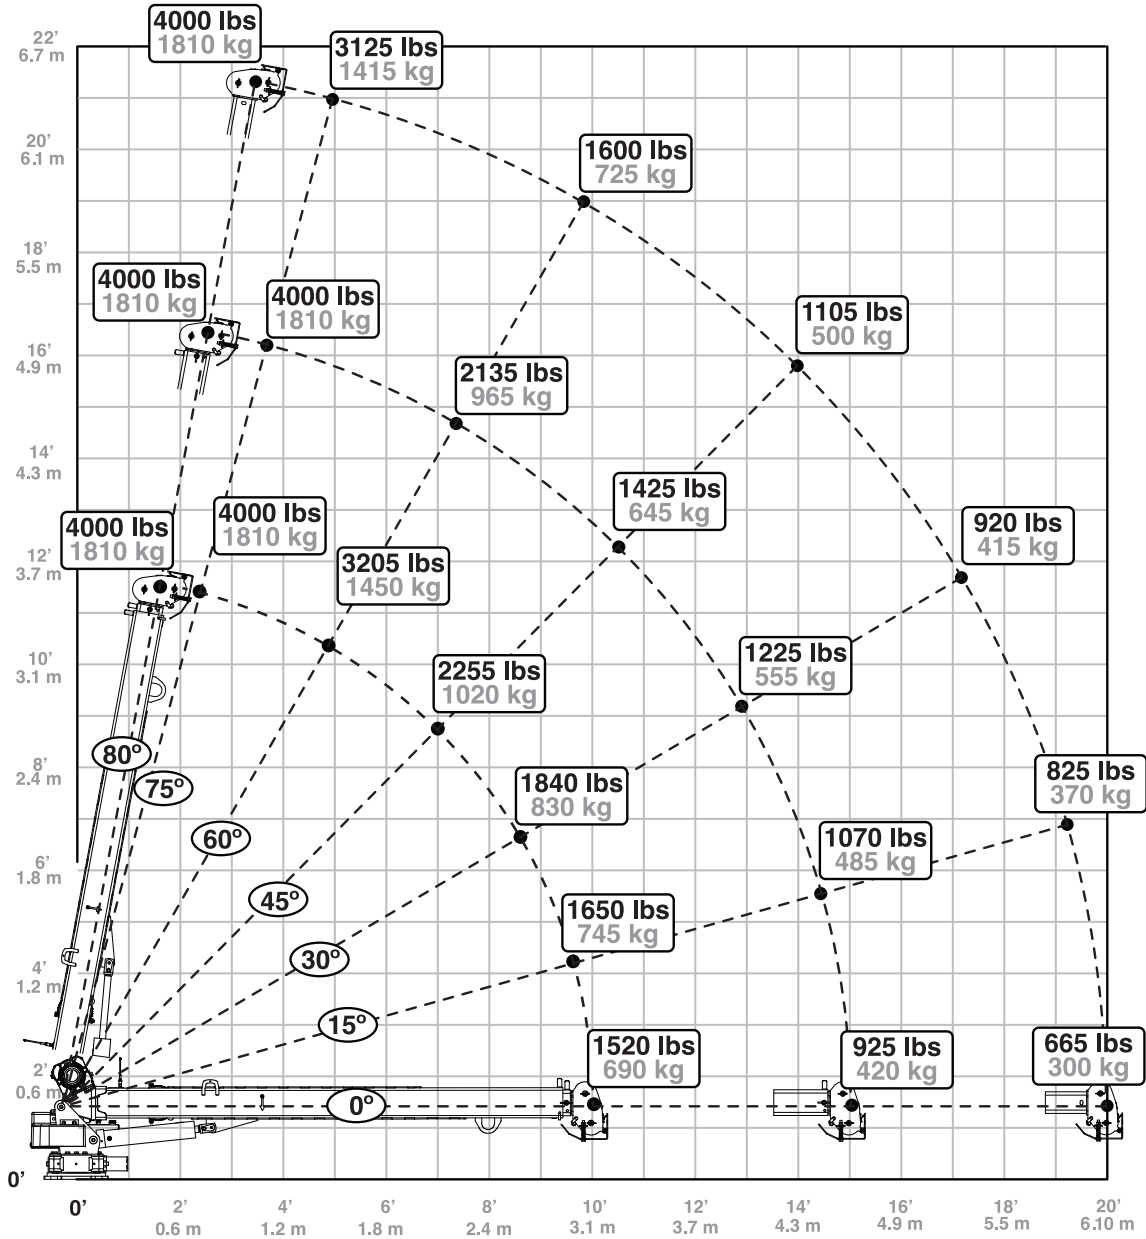 4000 lbs
1810 kg
22’
6.7 m
3125 lbs
1415 kg
20’
6.1 m
1600 lbs
725 kg
18’
5.5 m
4000 lbs
1810 kg
4000 lbs
1810 kg
1105 lbs
500 kg
16’
4.9 m
2135 lbs
965 kg
14’
4.3 m
1425 lbs
645 kg
4000 lbs
1810 kg
4000 lbs
1810 kg
920 lbs
415 kg
12’
3.7 m
3205 lbs
1450 kg
10’
3.1 m
2255 lbs
1020 kg
1225 lbs
555 kg
80º
8’
2.4 m
75º
1840 lbs
830 kg
825 lbs
370 kg
60º
6’
1.8 m
1070 lbs
485 kg
45º
1650 lbs
745 kg
30º
4’
1.2 m
15º
2’
0.6 m
1520 lbs
690 kg
925 lbs
420 kg
665 lbs
300 kg
0º
0’
0’
2’
0.6 m
4’
1.2 m
6’
1.8 m
8’
2.4 m
10’
3.1 m
12’
3.7 m
14’
4.3 m
16’
4.9 m
18’
5.5 m
20’
6.10 m